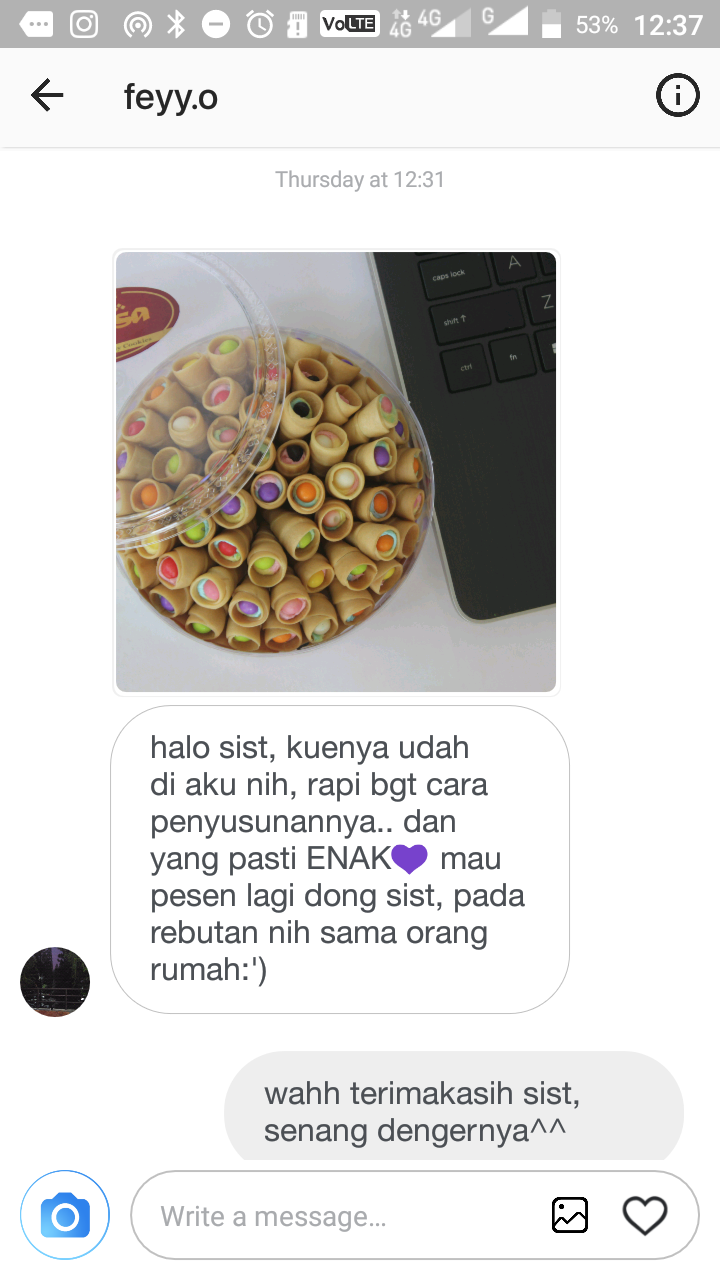 VoLTE 4G 4G G 53% 12:37
feyy.o
Thursday at 12:31
sa
Cookies
caps lock
A
shift ↑
Z
ctrl
fn
halo sist, kuenya udah
di aku nih, rapi bgt cara
penyusunannya.. dan
yang pasti ENAK💜 mau
pesen lagi dong sist, pada
rebutan nih sama orang
rumah:')
wahh terimakasih sist,
senang dengernya^^
Write a message...